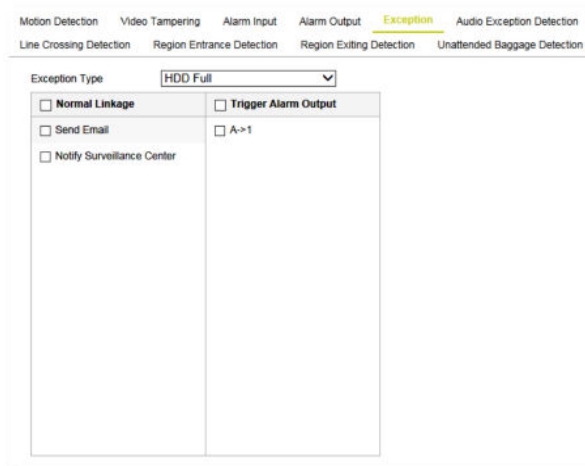 Motion Detection Video Tampering Alarm Input Alarm Output Exception Audio Exception Detection
Line Crossing Detection Region Entrance Detection Region Exiting Detection Unattended Baggage Detection
Exception Type HDD Full
Normal Linkage Trigger Alarm Output
Send Email A->1
Notify Surveillance Center